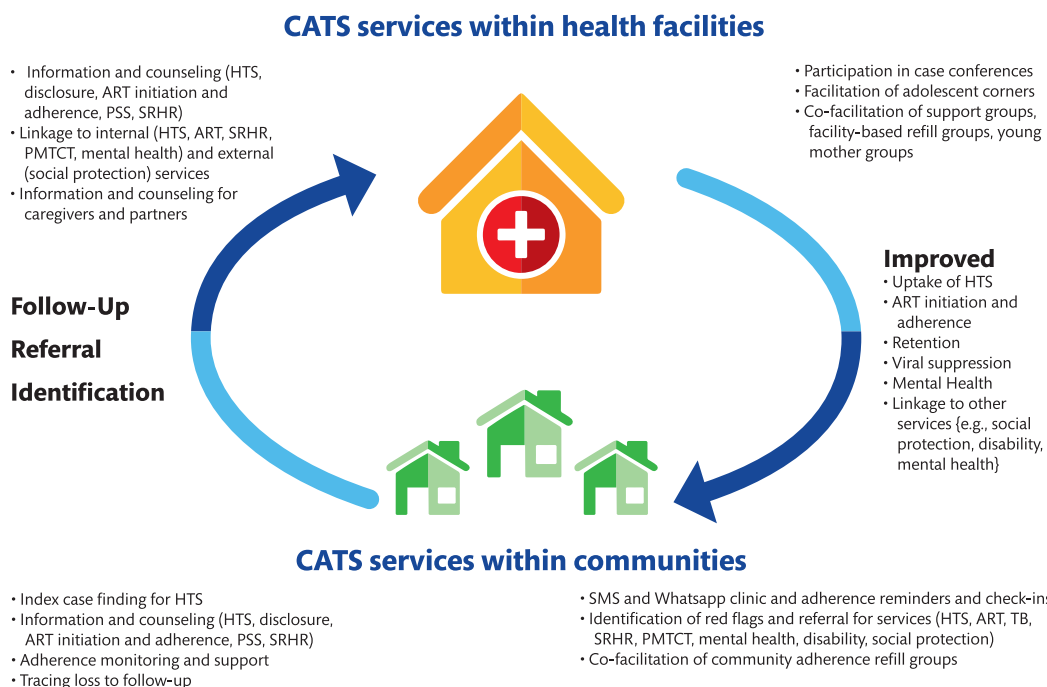 CATS services within health facilities
• Information and counseling (HTS,
disclosure, ART initiation and
adherence, PSS, SRHR)
• Linkage to internal (HTS, ART, SRHR,
PMTCT, mental health) and external
(social protection) services
• Information and counseling for
caregivers and partners
• Participation in case conferences
• Facilitation of adolescent corners
• Co-facilitation of support groups,
facility-based refill groups, young
mother groups
Follow-Up
Referral
Identification
Improved
• Uptake of HTS
• ART initiation and
adherence
• Retention
• Viral suppression
• Mental Health
• Linkage to other
services {e.g., social
protection, disability,
mental health}
CATS services within communities
• Index case finding for HTS
• Information and counseling (HTS, disclosure,
ART initiation and adherence, PSS, SRHR)
• Adherence monitoring and support
• Tracing loss to follow-up
• SMS and Whatsapp clinic and adherence reminders and check-ins
• Identification of red flags and referral for services (HTS, ART, TB,
SRHR, PMTCT, mental health, disability, social protection)
• Co-facilitation of community adherence refill groups